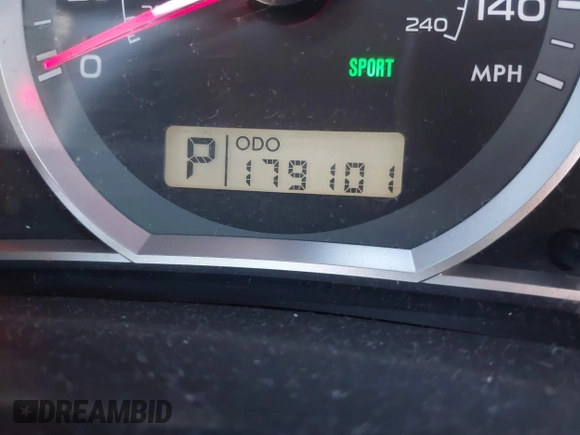 240
140
0
SPORT
MPH
P
ODO
179101
DREAMBID